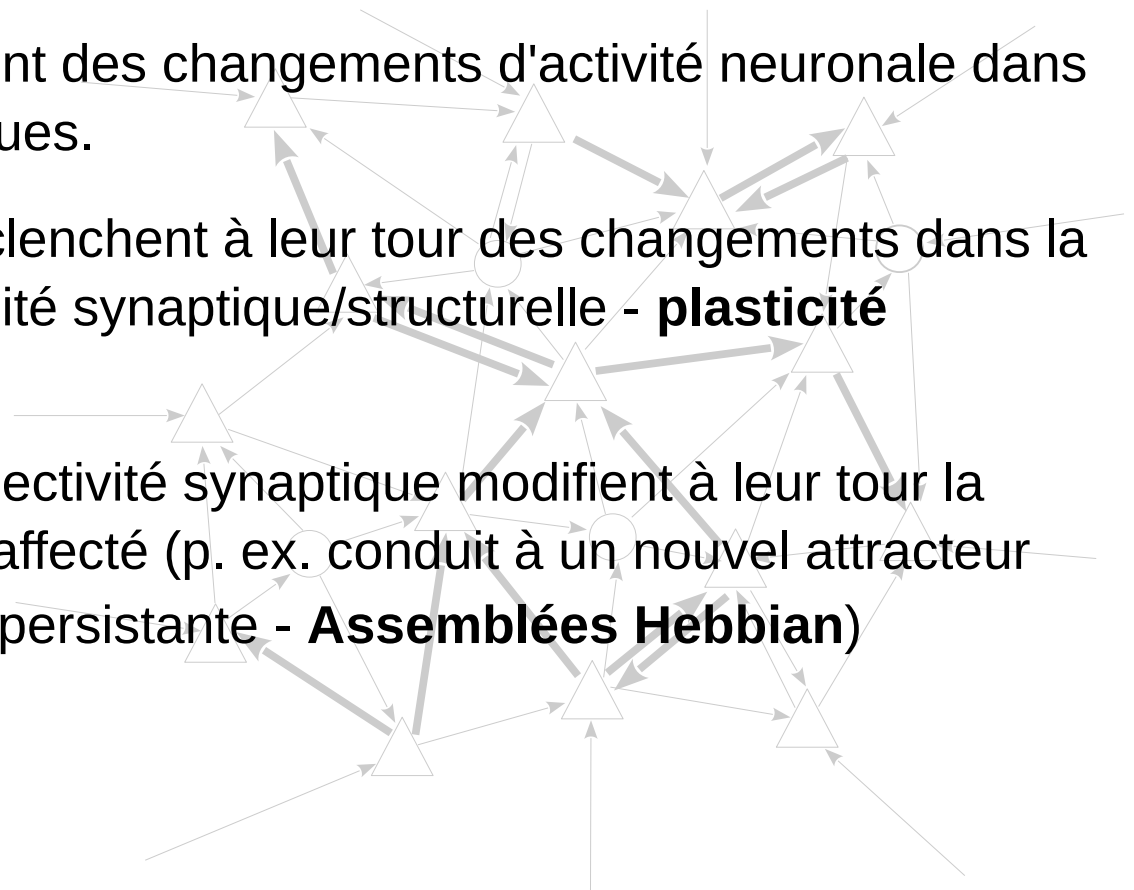 nt des changements d'activité neuronale dans
ues.
clenchent à leur tour des changements dans la
ité synaptique/structurelle - plasticité
ectivité synaptique modifient à leur tour la
affecté (p. ex. conduit à un nouvel attracteur
persistante - Assemblées Hebbian)